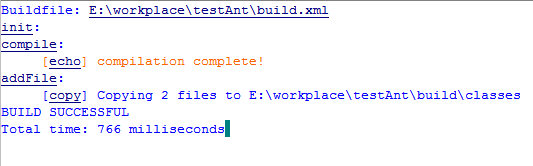 Buildfile: E:\workplace\testAnt\build.xml
init:
compile:
[echo] compilation complete!
addFile:
[copy] Copying 2 files to E:\workplace\testAnt\build\classes
BUILD SUCCESSFUL
Total time: 766 milliseconds